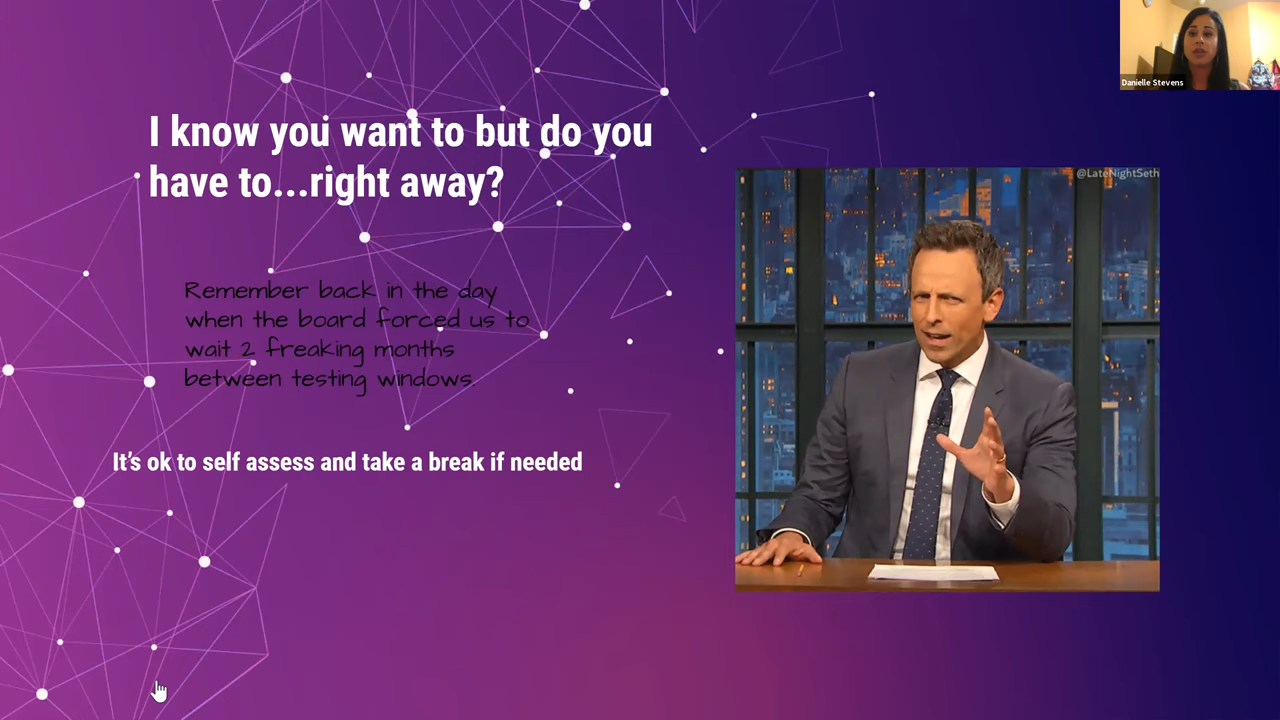 Danielle Stevens
I know you want to but do you
have to...right away?
@LateNightSeth
Remember back in the day
when the board forced us to
wait 2 freaking months
between testing windows.
It's ok to self assess and take a break if needed